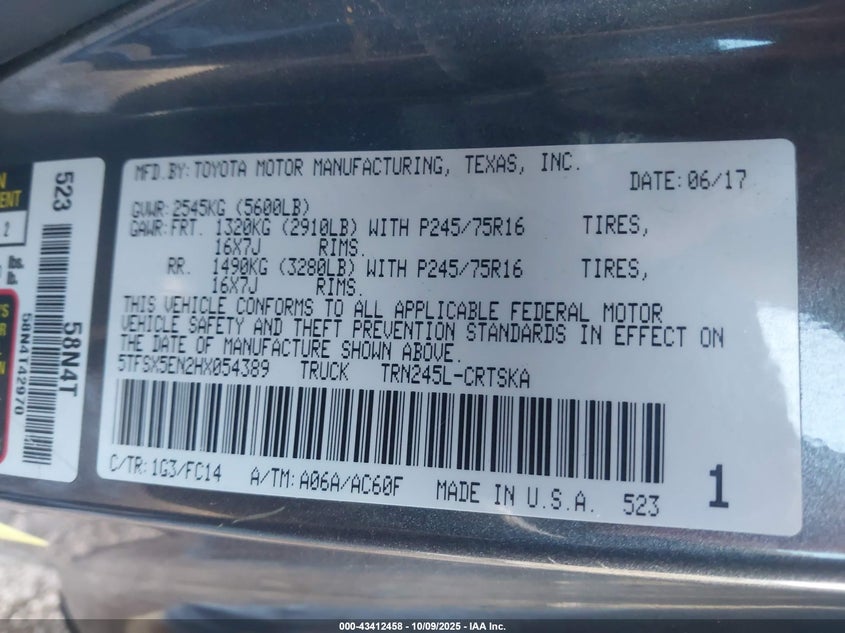 MFD.BY:TOYOTA MOTOR MANUFACTURING, TEXAS, INC.
DATE:06/17
GVWR:2545KG (5600LB)
GAWR:FRT. 1320KG (2910LB) WITH P245/75R16 TIRES,
16X7J RIMS.
RR. 1490KG (3280LB) WITH P245/75R16 TIRES,
16X7J RIMS.
THIS VEHICLE CONFORMS TO ALL APPLICABLE FEDERAL MOTOR
VEHICLE SAFETY AND THEFT PREVENTION STANDARDS IN EFFECT ON
THE DATE OF MANUFACTURE SHOWN ABOVE.
5TFSX5EN2HX054389 TRUCK TRN245L-CRTSKA
C/TR:1G3/FC14 A/TM:A06A/AC60F MADE IN U.S.A. 523 1
523
58N4T
58N4T42970
2
lbs.
000-43412458 - 10/09/2025 - IAA Inc.